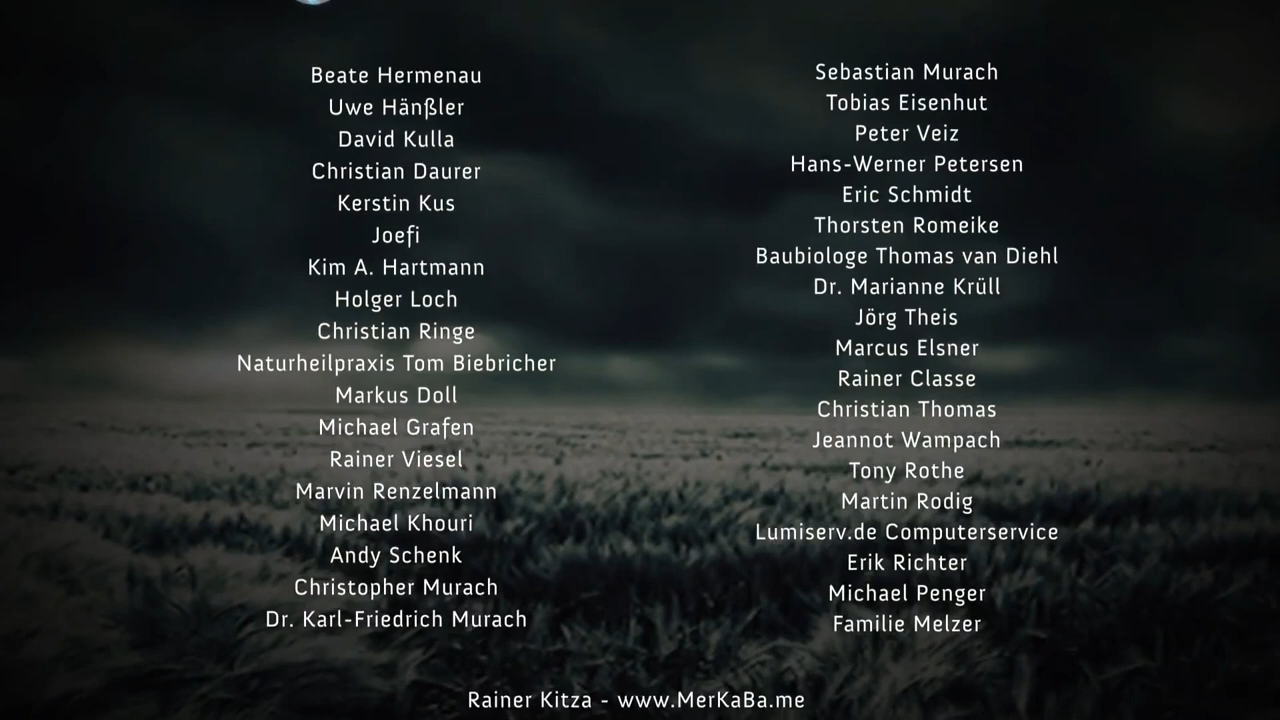 Beate Hermenau
Uwe Hänßler
David Kulla
Christian Daurer
Kerstin Kus
Joefi
Kim A. Hartmann
Holger Loch
Christian Ringe
Naturheilpraxis Tom Biebricher
Markus Doll
Michael Grafen
Rainer Viesel
Marvin Renzelmann
Michael Khouri
Andy Schenk
Christopher Murach
Dr. Karl-Friedrich Murach
Sebastian Murach
Tobias Eisenhut
Peter Veiz
Hans-Werner Petersen
Eric Schmidt
Thorsten Romeike
Baubiologe Thomas van Diehl
Dr. Marianne Krüll
Jörg Theis
Marcus Elsner
Rainer Classe
Christian Thomas
Jeannot Wampach
Tony Rothe
Martin Rodig
Lumiserv.de Computerservice
Erik Richter
Michael Penger
Familie Melzer
Rainer Kitza - www.MerKaBa.me